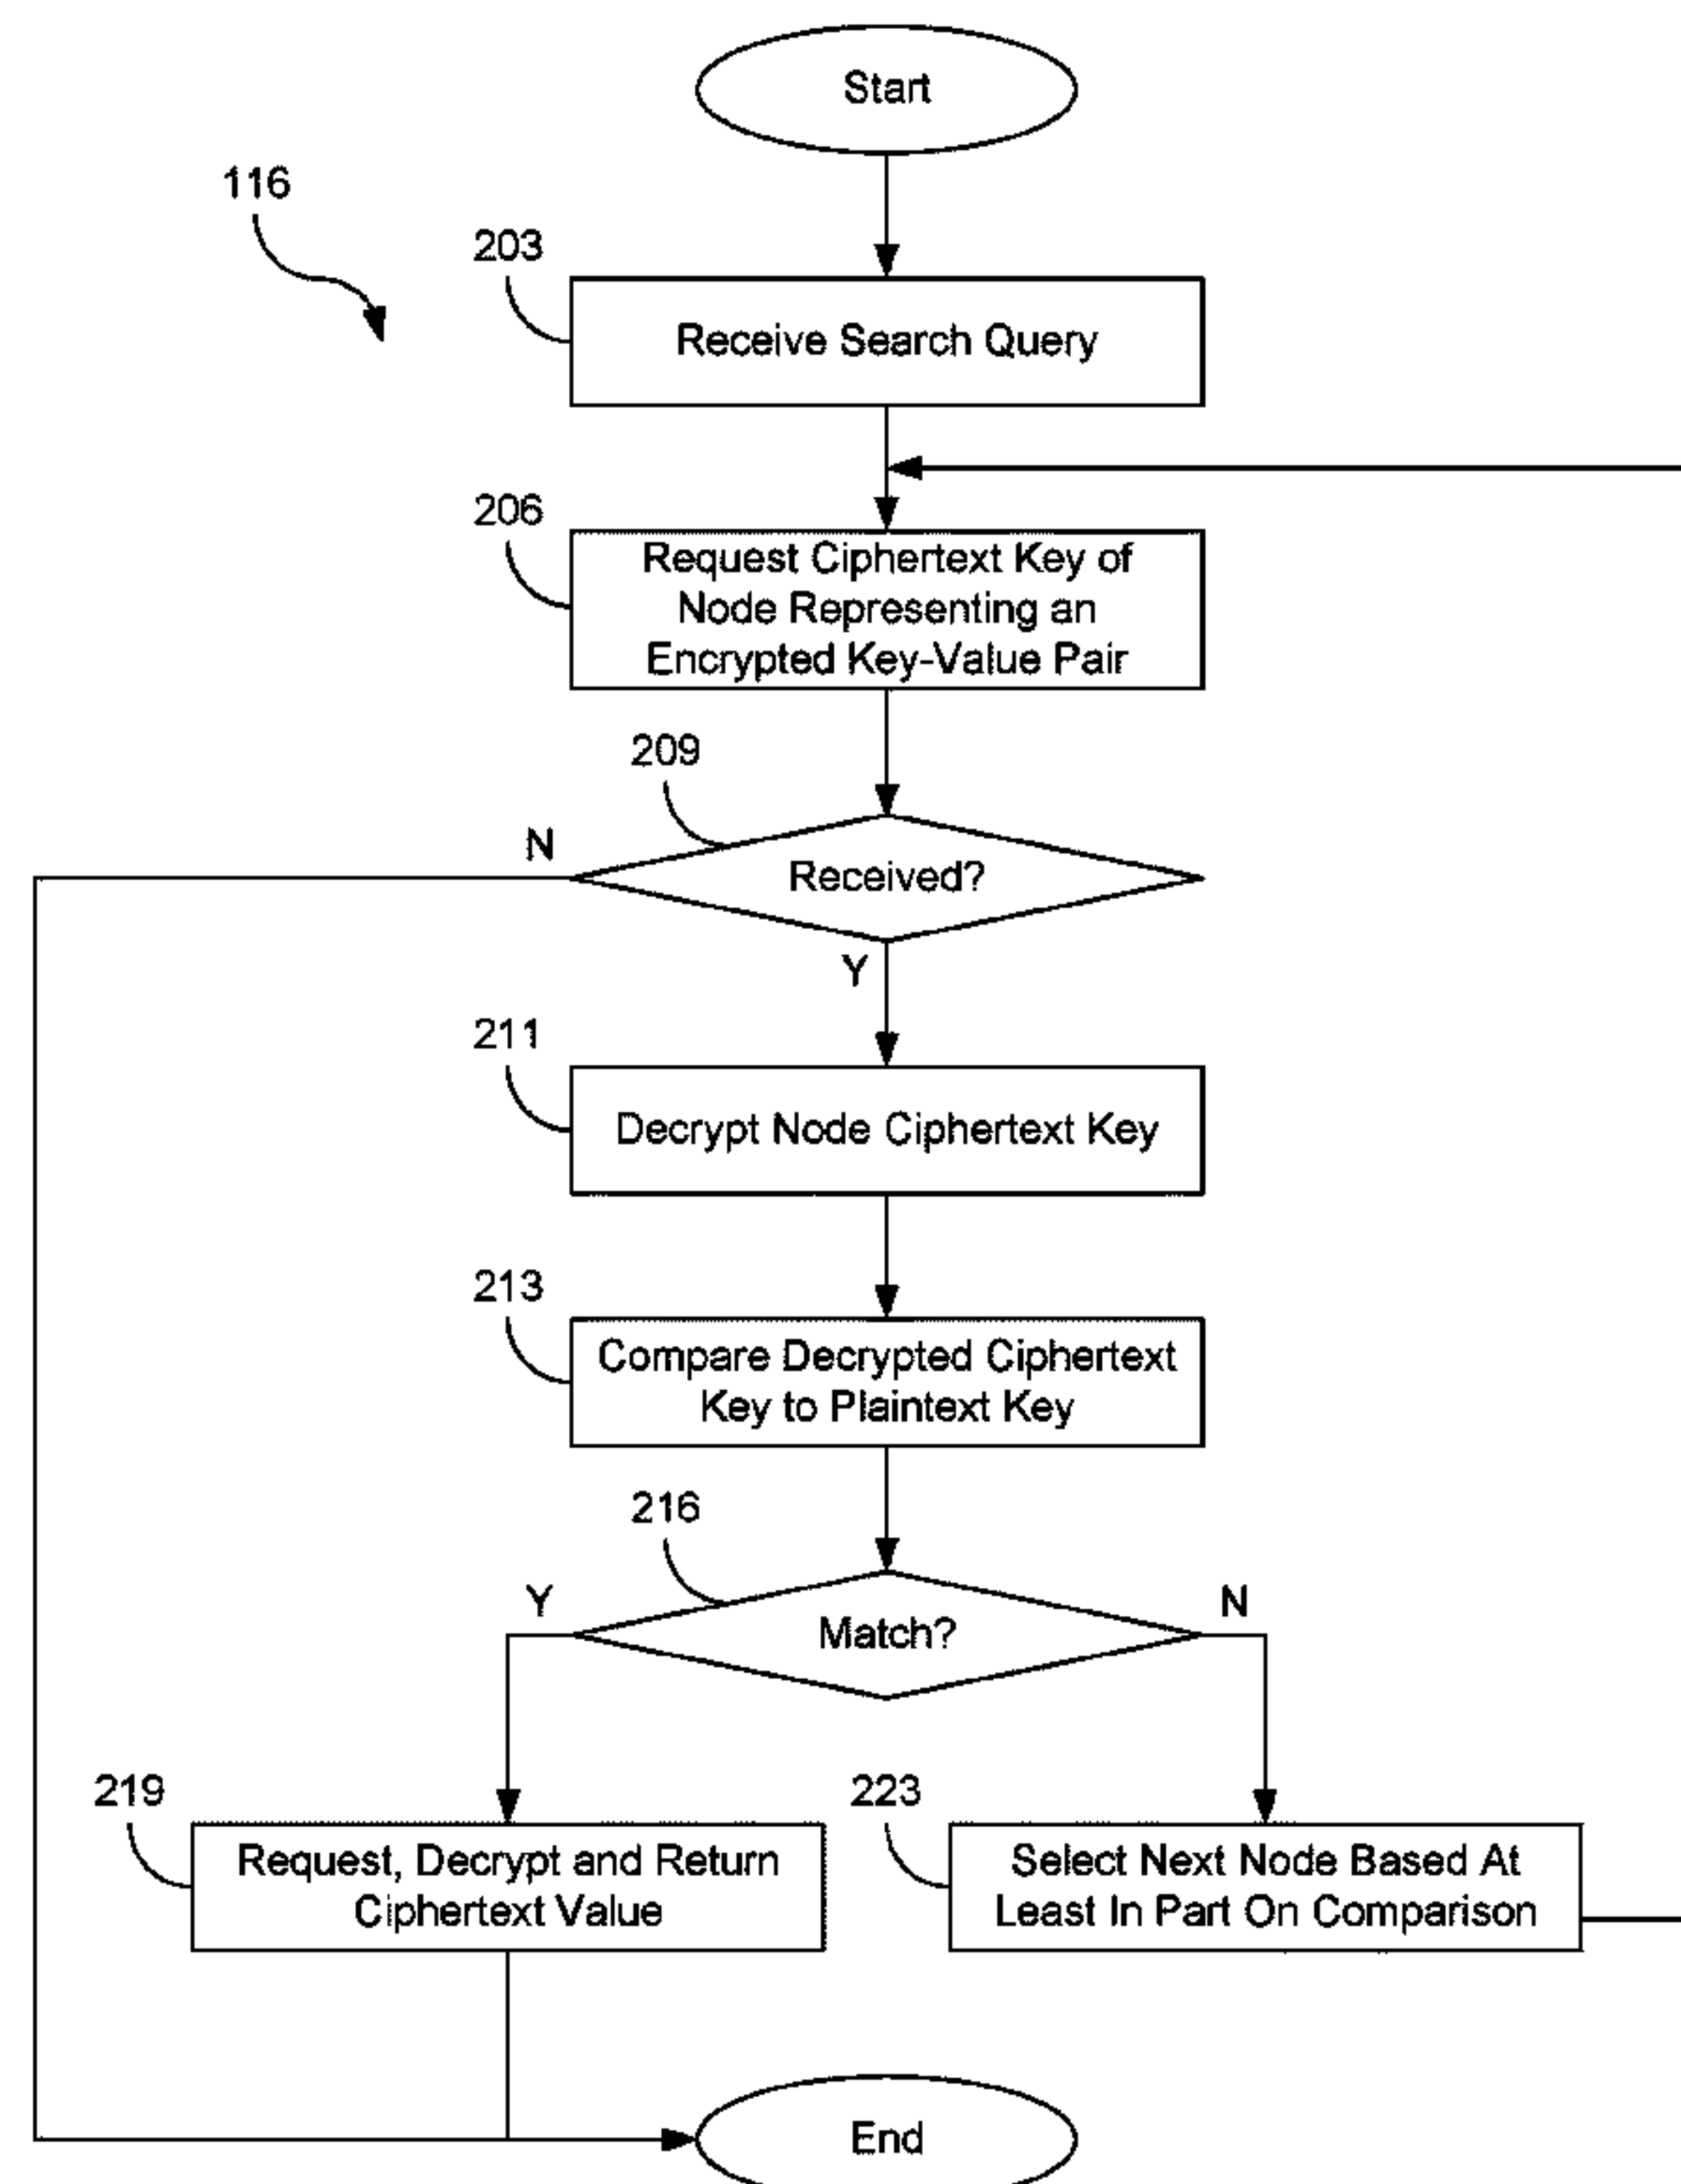 Start
116
203
Receive Search Query
206
Request Ciphertext Key of
Node Representing an
Encrypted Key-Value Pair
209
N
Received?
Y
211
Decrypt Node Ciphertext Key
213
Compare Decrypted Ciphertext
Key to Plaintext Key
216
Y
Match?
N
219
Request, Decrypt and Return
Ciphertext Value
223
Select Next Node Based At
Least In Part On Comparison
End